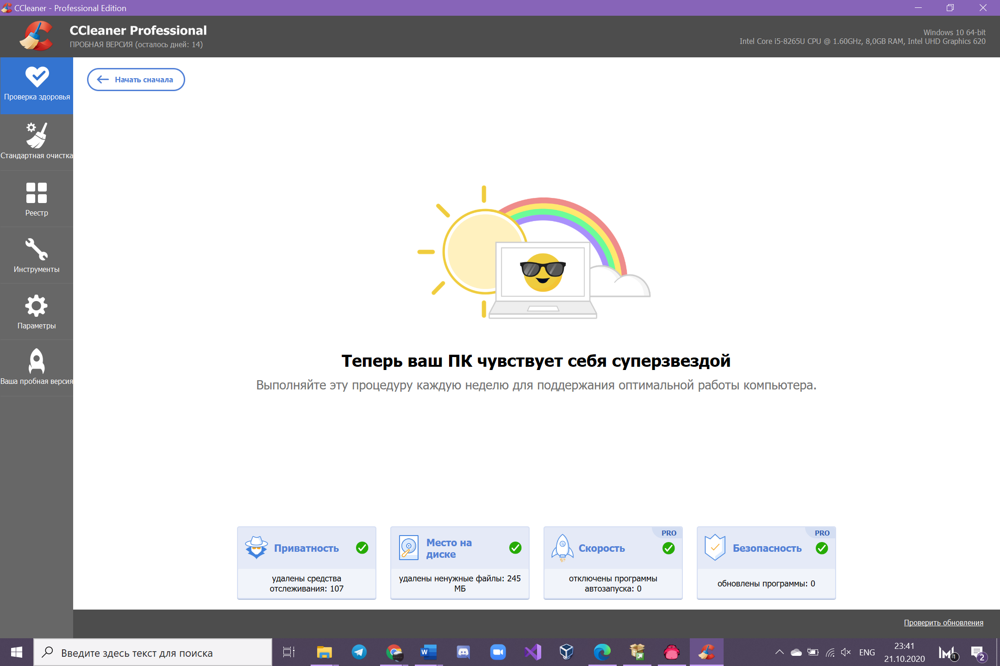 CCleaner - Professional Edition
CCleaner Professional
ПРОБНАЯ ВЕРСИЯ (осталось дней: 14)
Windows 10 64-bit
Intel Core i5-8265U CPU @ 1.60GHz, 8,0GB RAM, Intel UHD Graphics 620
Проверка здоровья
Стандартная очистка
Реестр
Инструменты
Параметры
Ваша пробная версия
Начать сначала
Теперь ваш ПК чувствует себя суперзвездой
Выполняйте эту процедуру каждую неделю для поддержания оптимальной работы компьютера.
Приватность
удалены средства
отслеживания: 107
Место на
диске
удалены ненужные файлы: 245
МБ
PRO
Скорость
отключены программы
автозапуска: 0
PRO
Безопасность
обновлены программы: 0
Проверить обновления
Введите здесь текст для поиска
W
ENG
23:41
21.10.2020
1
2